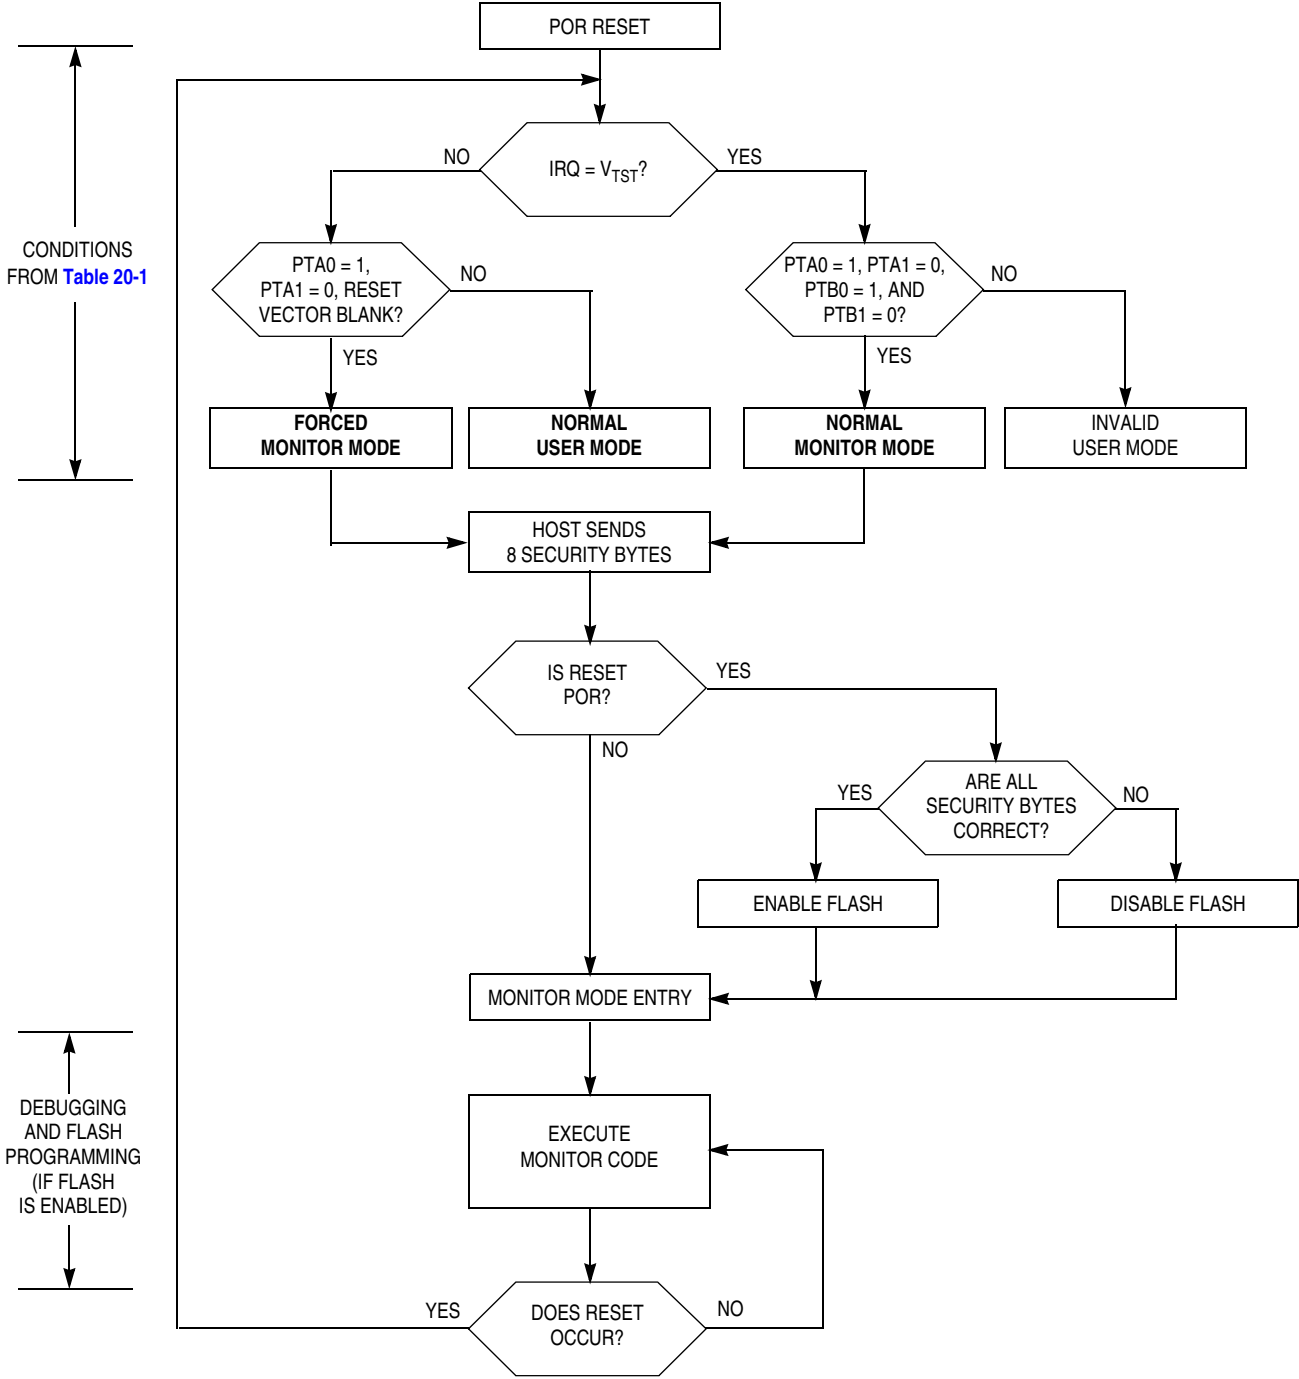 POR RESET
NO
IRQ = VTST?
YES
CONDITIONS
FROM Table 20-1
PTA0 = 1,
PTA1 = 0, RESET
VECTOR BLANK?
NO
YES
PTA0 = 1, PTA1 = 0,
PTB0 = 1, AND
PTB1 = 0?
NO
YES
FORCED
MONITOR MODE
NORMAL
USER MODE
NORMAL
MONITOR MODE
INVALID
USER MODE
HOST SENDS
8 SECURITY BYTES
IS RESET
POR?
YES
NO
ARE ALL
SECURITY BYTES
CORRECT?
YES
NO
ENABLE FLASH
DISABLE FLASH
MONITOR MODE ENTRY
DEBUGGING
AND FLASH
PROGRAMMING
(IF FLASH
IS ENABLED)
EXECUTE
MONITOR CODE
YES
DOES RESET
OCCUR?
NO